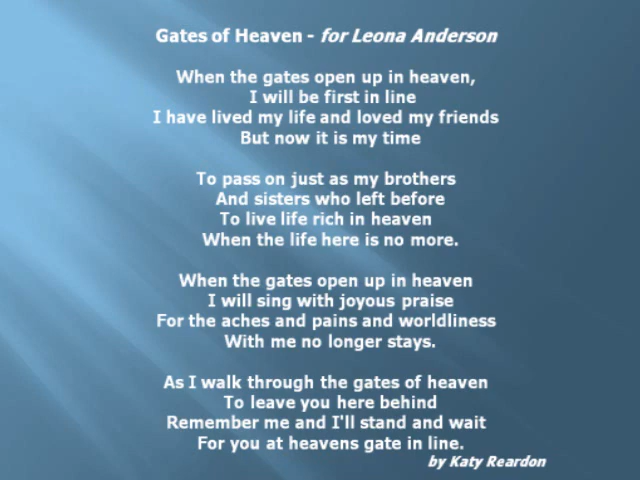 Gates of Heaven - for Leona Anderson
When the gates open up in heaven,
I will be first in line
I have lived my life and loved my friends
But now it is my time
To pass on just as my brothers
And sisters who left before
To live life rich in heaven
When the life here is no more.
When the gates open up in heaven
I will sing with joyous praise
For the aches and pains and worldliness
With me no longer stays.
As I walk through the gates of heaven
To leave you here behind
Remember me and I'll stand and wait
For you at heavens gate in line.
by Katy Reardon